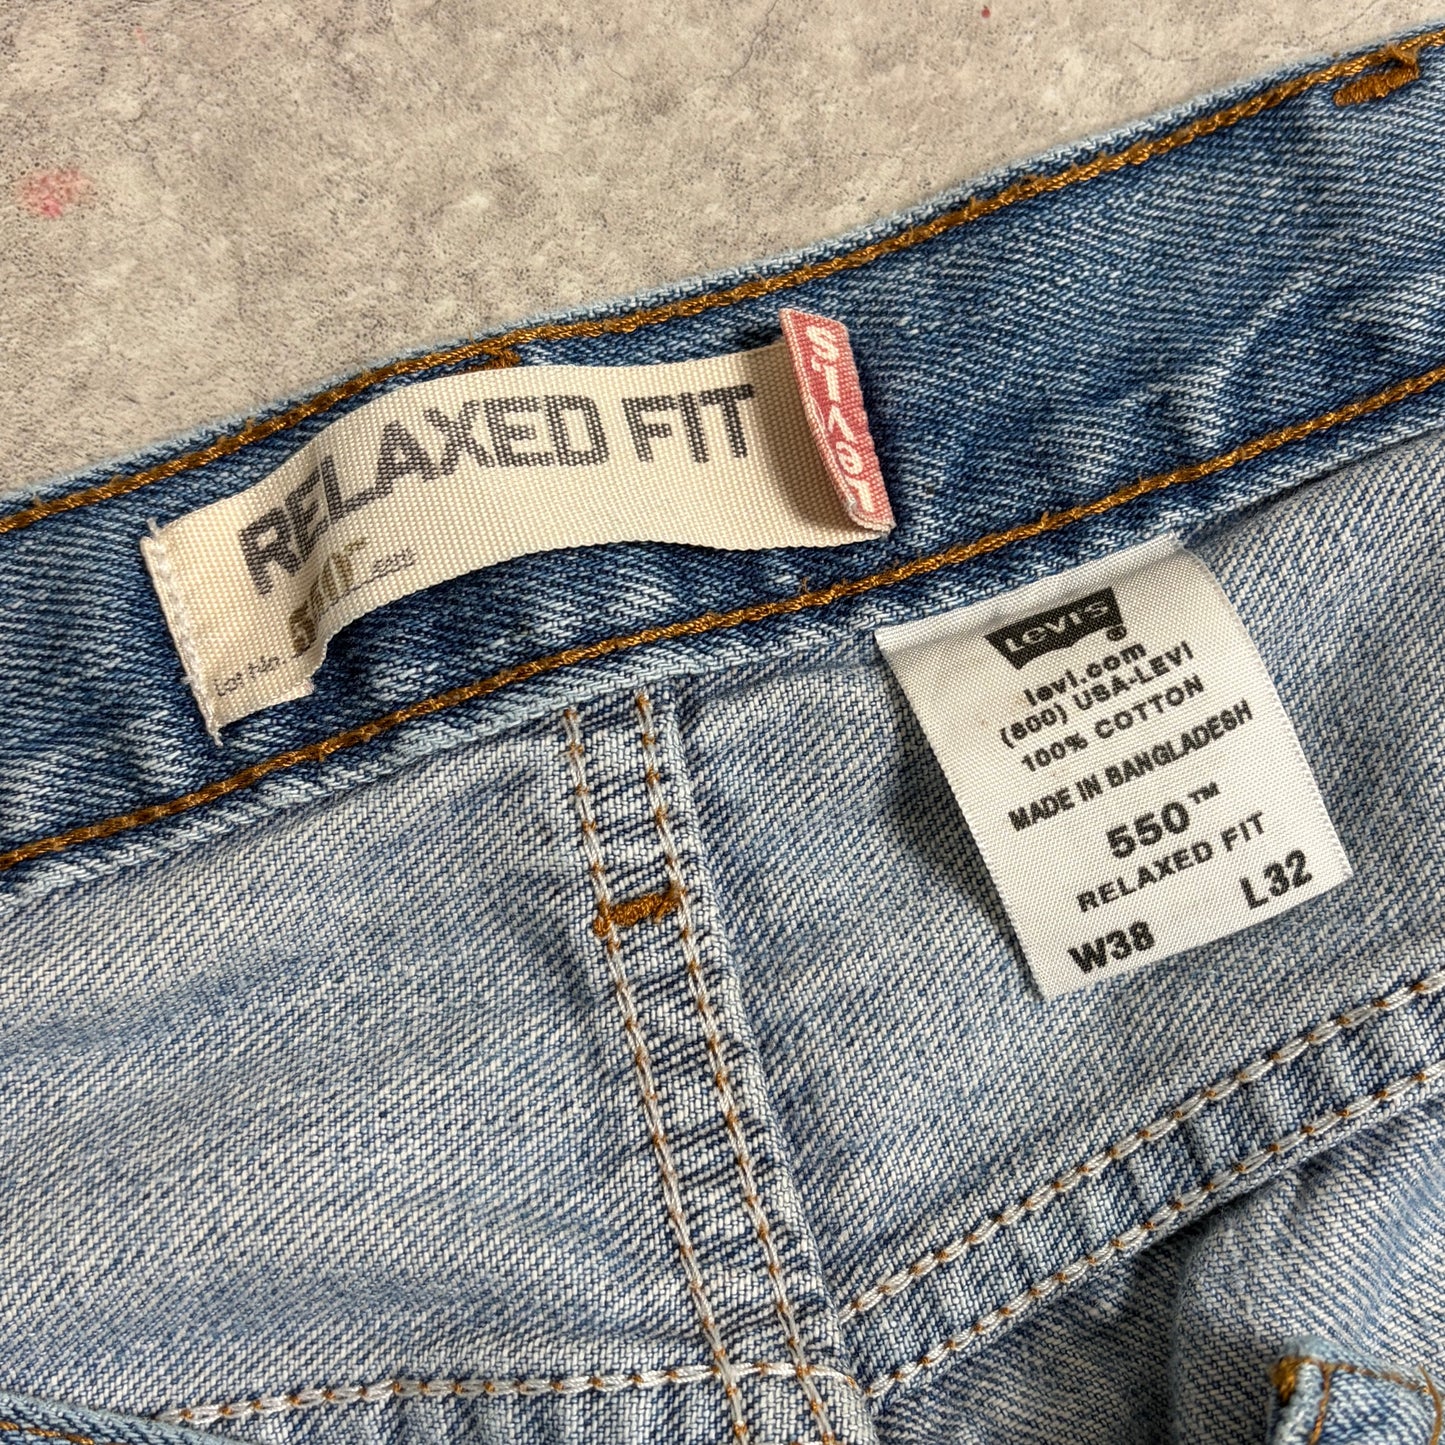 RELAXED FIT
Lot No.
LEVI'S
Levi's®
levi.com
(800) USA-LEVI
100% COTTON
MADE IN BANGLADESH
550™
RELAXED FIT
W38 L32